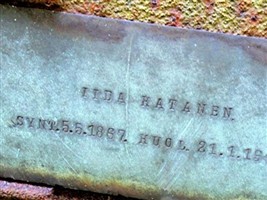 IIDA RATANEN.
SYNT.5.5.1867. KUOL. 21.1.19